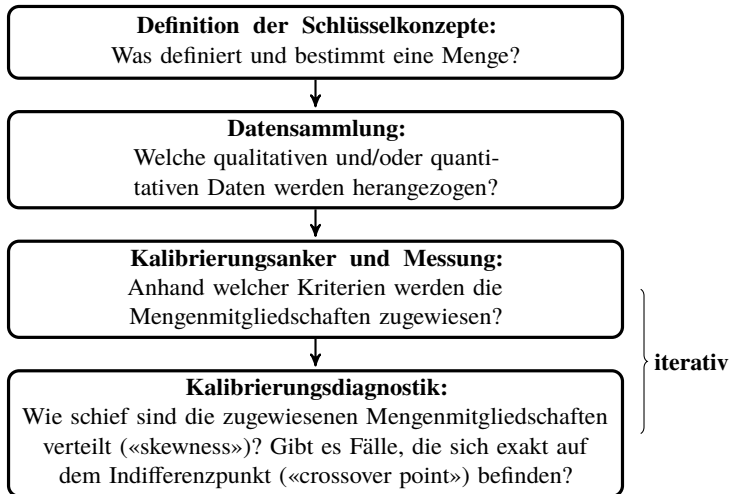 Definition der Schlüsselkonzepte:
Was definiert und bestimmt eine Menge?
Datensammlung:
Welche qualitativen und/oder quanti-
tativen Daten werden herangezogen?
Kalibrierungsanker und Messung:
Anhand welcher Kriterien werden die
Mengenmitgliedschaften zugewiesen?
iterativ
Kalibrierungsdiagnostik:
Wie schief sind die zugewiesenen Mengenmitgliedschaften
verteilt («skewness»)? Gibt es Fälle, die sich exakt auf
dem Indifferenzpunkt («crossover point») befinden?